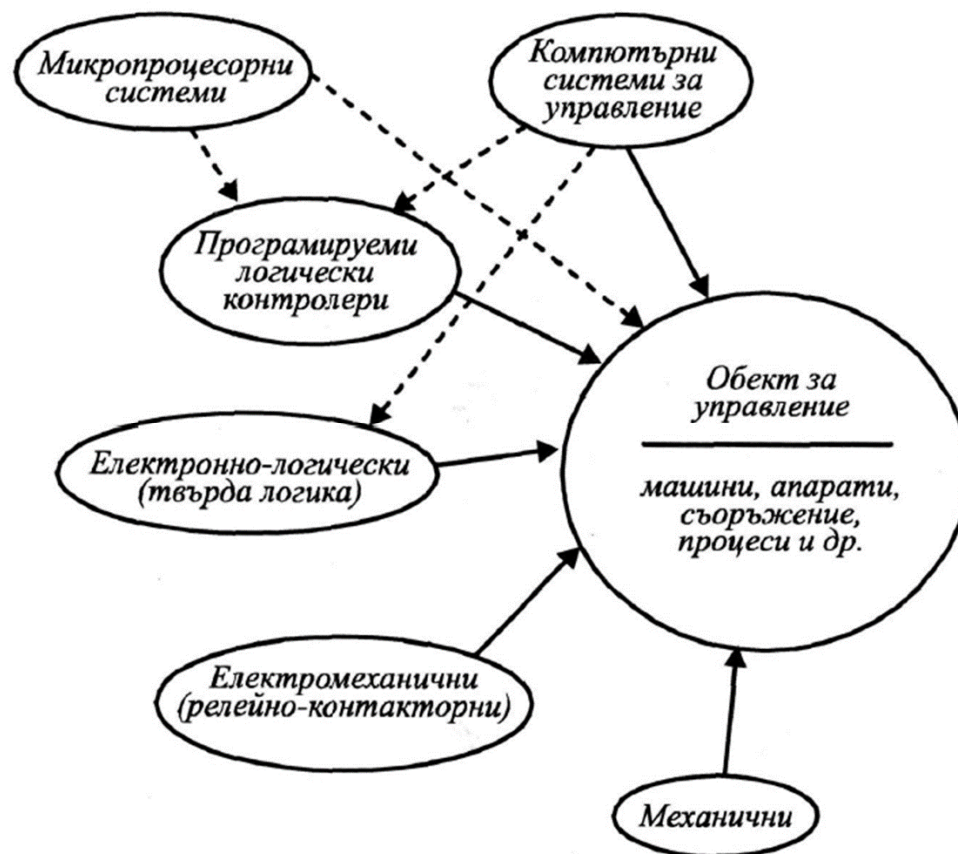 Микропроцесорни
системи
Компютърни
системи за
управление
Програмируеми
логически
контролери
Обект за
управление
машини, апарати,
съоръжение,
процеси и др.
Електронно-логически
(твърда логика)
Електромеханични
(релейно-контакторни)
Механични